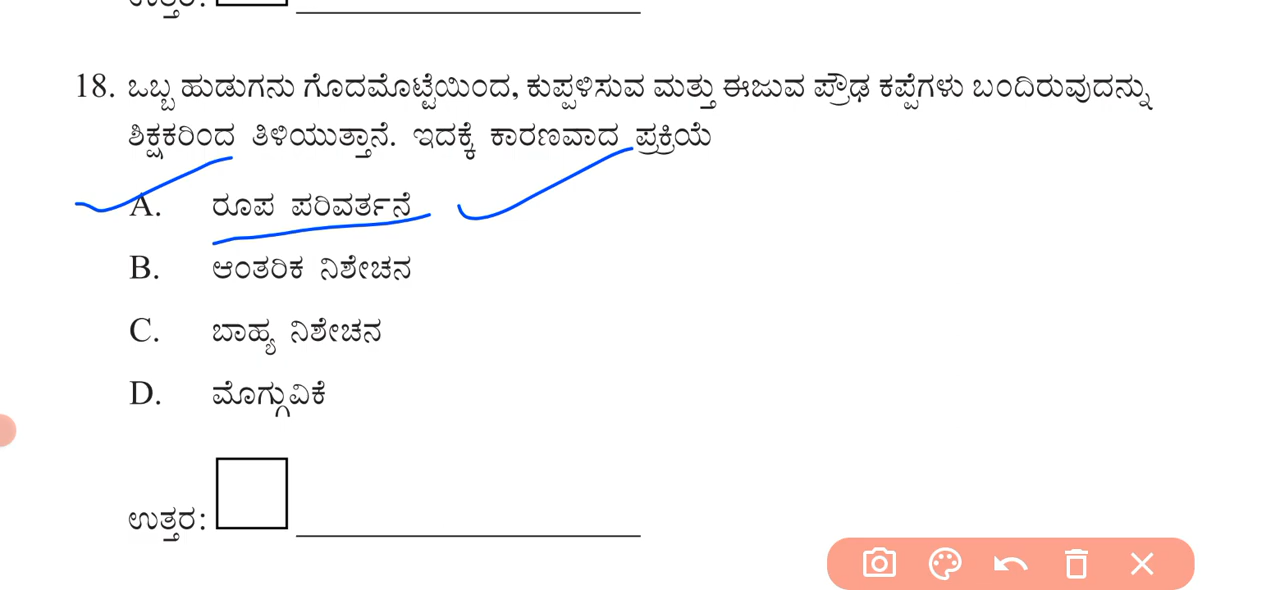 18. ಒಬ್ಬ ಹುಡುಗನು ಗೊದಮೊಟ್ಟೆಯಿಂದ, ಕುಪ್ಪಳಿಸುವ ಮತ್ತು ಈಜುವ ಪ್ರೌಢ ಕಪ್ಪೆಗಳು ಬಂದಿರುವುದನ್ನು
ಶಿಕ್ಷಕರಿಂದ ತಿಳಿಯುತ್ತಾನೆ. ಇದಕ್ಕೆ ಕಾರಣವಾದ ಪ್ರಕ್ರಿಯೆ
A. ರೂಪ ಪರಿವರ್ತನೆ
B. ಆಂತರಿಕ ನಿಶೇಚನ
C. ಬಾಹ್ಯ ನಿಶೇಚನ
D. ಮೊಗ್ಗುವಿಕೆ
ಉತ್ತರ: